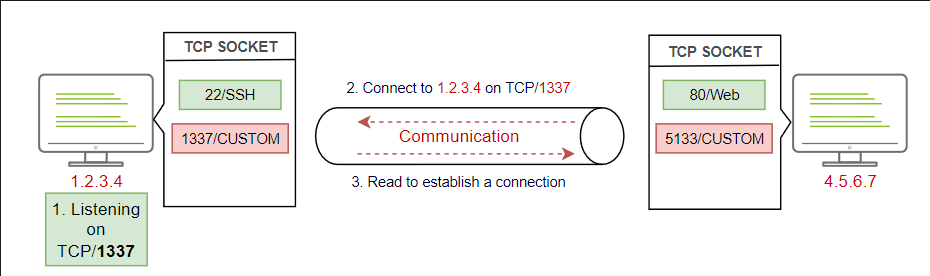 TCP SOCKET
22/SSH
1337/CUSTOM
1.2.3.4
1. Listening
on
TCP/1337
2. Connect to 1.2.3.4 on TCP/1337
Communication
3. Read to establish a connection
TCP SOCKET
80/Web
5133/CUSTOM
4.5.6.7